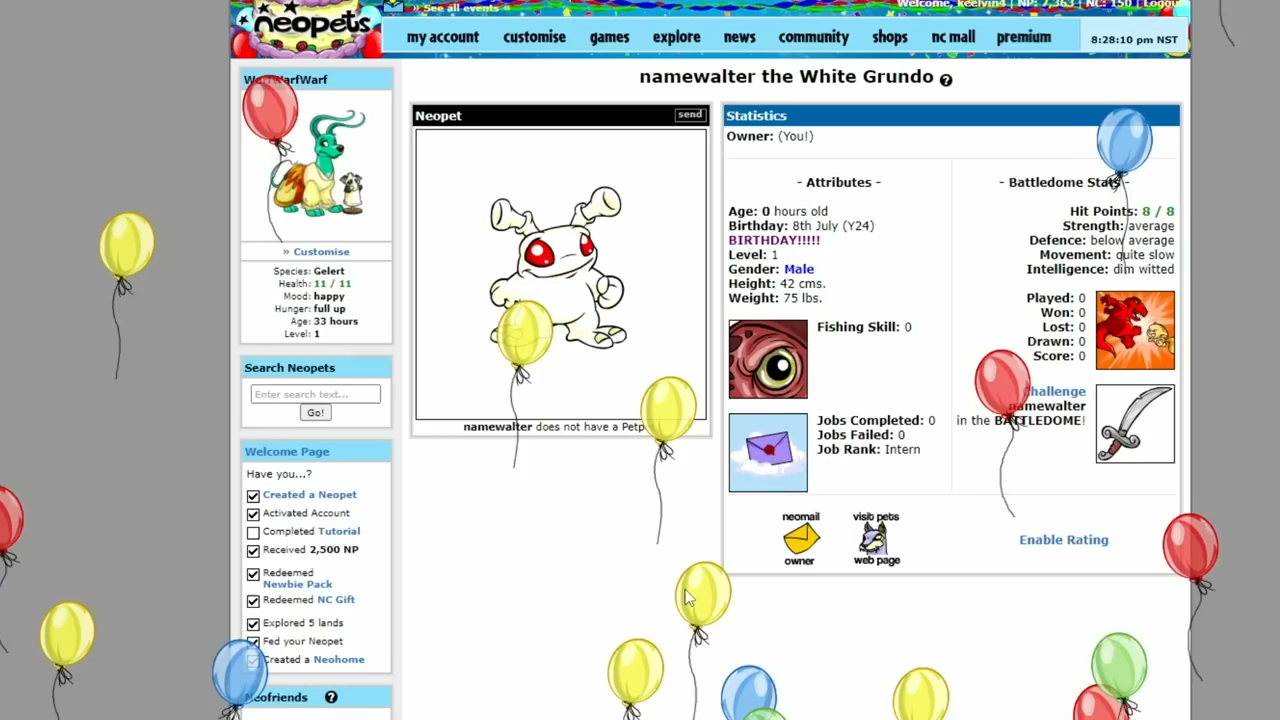 » See all events «
Welcome, keelvin4 | NP: 7,363 | NC: 150 | Logout
neopets
my account customise games explore news community shops nc mall premium
8:28:10 pm NST
namewalter the White Grundo ?
Neopet
send
namewalter does not have a Petp
Statistics
Owner: (You!)
- Attributes -
Age: 0 hours old
Birthday: 8th July (Y24)
BIRTHDAY!!!!!
Level: 1
Gender: Male
Height: 42 cms.
Weight: 75 lbs.
Fishing Skill: 0
Jobs Completed: 0
Jobs Failed: 0
Job Rank: Intern
- Battledome Stats -
Hit Points: 8 / 8
Strength: average
Defence: below average
Movement: quite slow
Intelligence: dim witted
Played: 0
Won: 0
Lost: 0
Drawn: 0
Score: 0
Challenge
namewalter
in the BATTLEDOME!
neomail
owner
visit pets
web page
Enable Rating
» Customise
Species: Gelert
Health: 11 / 11
Mood: happy
Hunger: full up
Age: 33 hours
Level: 1
Search Neopets
Enter search text...
Go!
Welcome Page
Have you...?
Created a Neopet
Activated Account
Completed Tutorial
Received 2,500 NP
Redeemed
Newbie Pack
Redeemed NC Gift
Explored 5 lands
Fed your Neopet
Created a Neohome
Neofriends ?